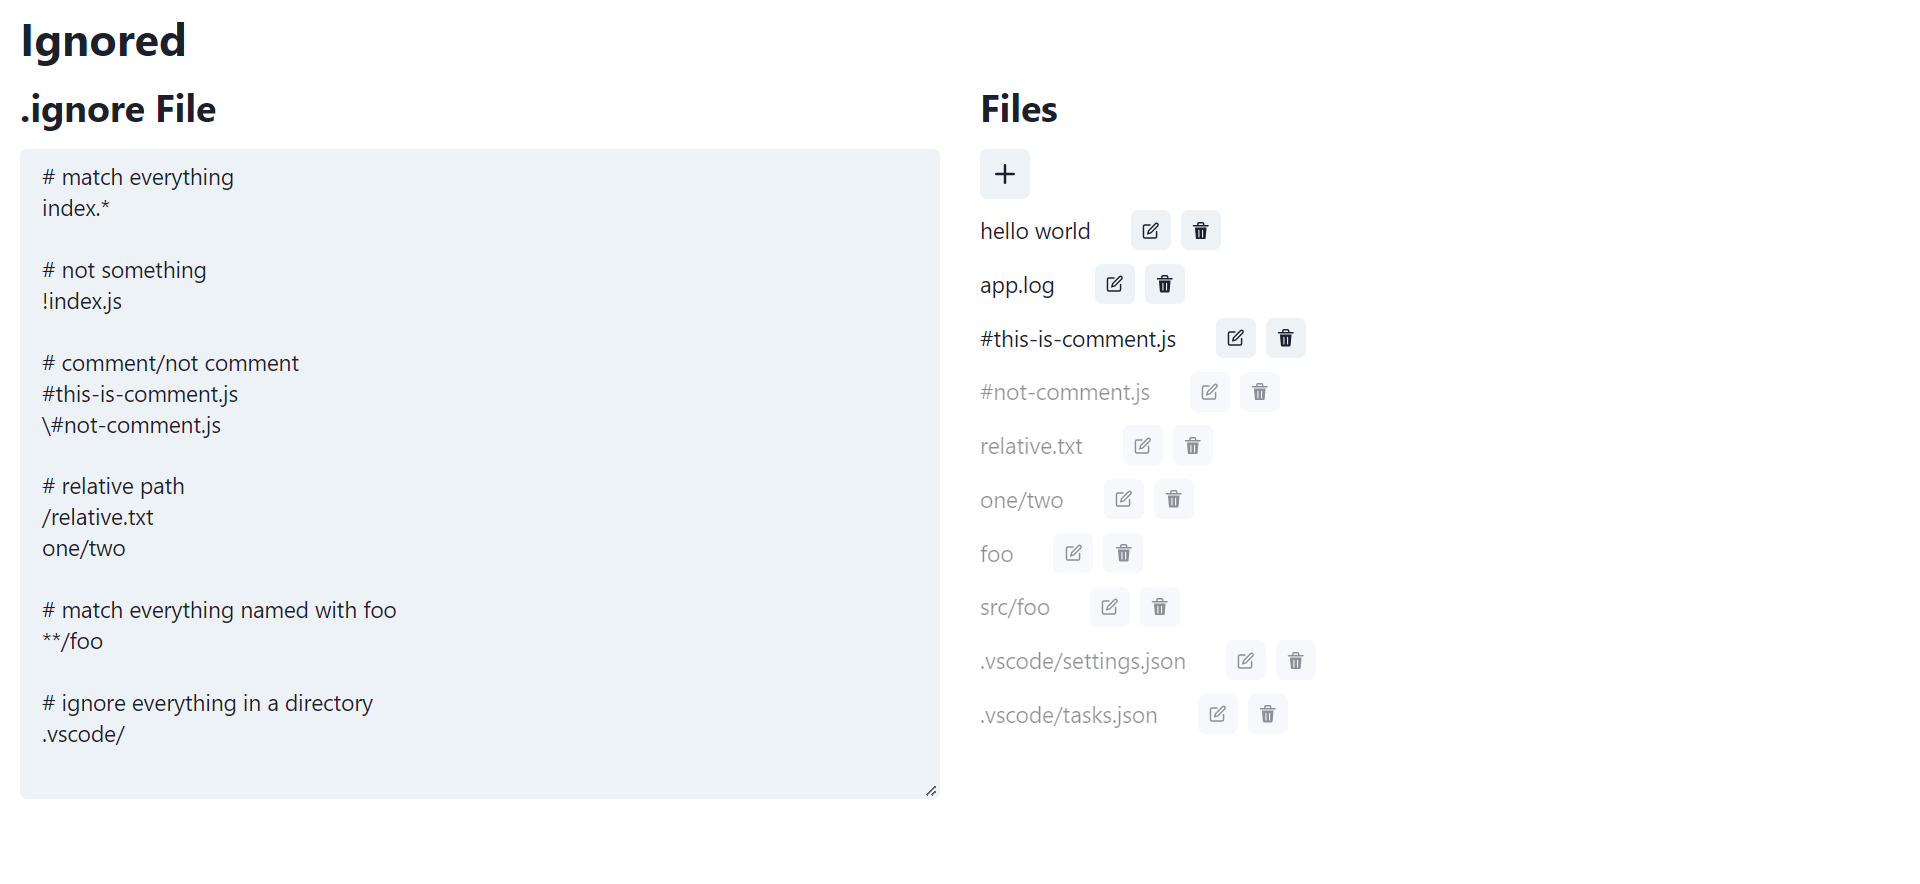 Ignored
.ignore File
# match everything
index.*
# not something
!index.js
# comment/not comment
#this-is-comment.js
\#not-comment.js
# relative path
/relative.txt
one/two
# match everything named with foo
**/foo
# ignore everything in a directory
.vscode/
Files
hello world
app.log
#this-is-comment.js
#not-comment.js
relative.txt
one/two
foo
src/foo
.vscode/settings.json
.vscode/tasks.json